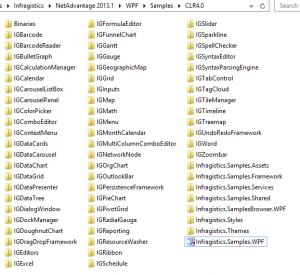 s › Infragistics › NetAdvantage 2013.1 › WPF › Samples › CLR4.0
Search
Binaries
IGBarcode
IGBarcodeReader
IGBulletGraph
IGCalculationManager
IGCalendar
IGCarouselListBox
IGCarouselPanel
IGColorPicker
IGComboEditor
IGContextMenu
IGDataCards
IGDataCarousel
IGDataChart
IGDataGrid
IGDataPresenter
IGDataTree
IGDialogWindow
IGDockManager
IGDoughnutChart
IGDragDropFramework
IGEditors
IGExcel
IGFormulaEditor
IGFunnelChart
IGGantt
IGGauge
IGGeographicMap
IGGrid
IGInputs
IGMap
IGMath
IGMenu
IGMonthCalendar
IGMultiColumnComboEditor
IGNetworkNode
IGOrgChart
IGOutlookBar
IGPersistenceFramework
IGPieChart
IGPivotGrid
IGRadialGauge
IGReporting
IGResourceWasher
IGRibbon
IGSchedule
IGSlider
IGSparkline
IGSpellChecker
IGSyntaxEditor
IGSyntaxParsingEngine
IGTabControl
IGTagCloud
IGTileManager
IGTimeline
IGTreemap
IGUndoRedoFramework
IGWord
IGZoombar
Infragistics.Samples.Assets
Infragistics.Samples.Framework
Infragistics.Samples.Services
Infragistics.Samples.Shared
Infragistics.SamplesBrowser.WPF
Infragistics.Styles
Infragistics.Themes
Infragistics.Samples.WPF